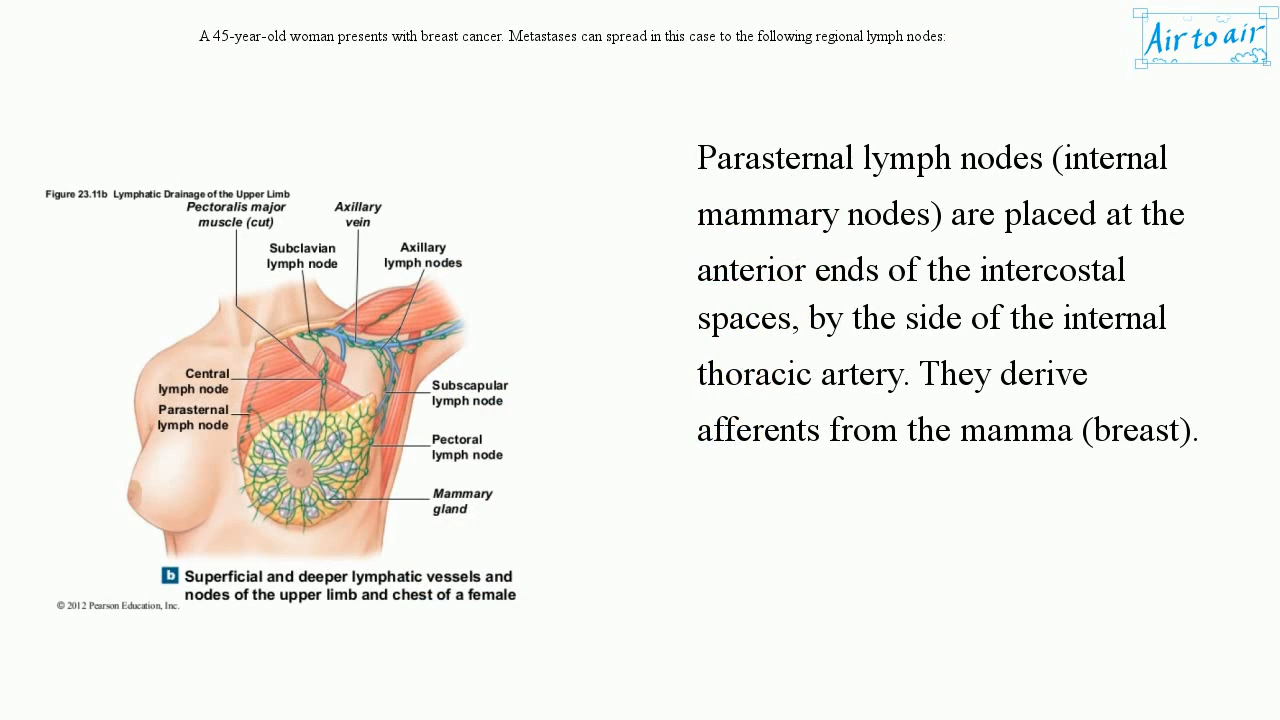 A 45-year-old woman presents with breast cancer. Metastases can spread in this case to the following regional lymph nodes:
Air to air
Parasternal lymph nodes (internal
mammary nodes) are placed at the
anterior ends of the intercostal
spaces, by the side of the internal
thoracic artery. They derive
afferents from the mamma (breast).
Figure 23.11b Lymphatic Drainage of the Upper Limb
Pectoralis major
muscle (cut)
Axillary
vein
Subclavian
lymph node
Axillary
lymph nodes
Central
lymph node
Parasternal
lymph node
Subscapular
lymph node
Pectoral
lymph node
Mammary
gland
b Superficial and deeper lymphatic vessels and
nodes of the upper limb and chest of a female
© 2012 Pearson Education, Inc.